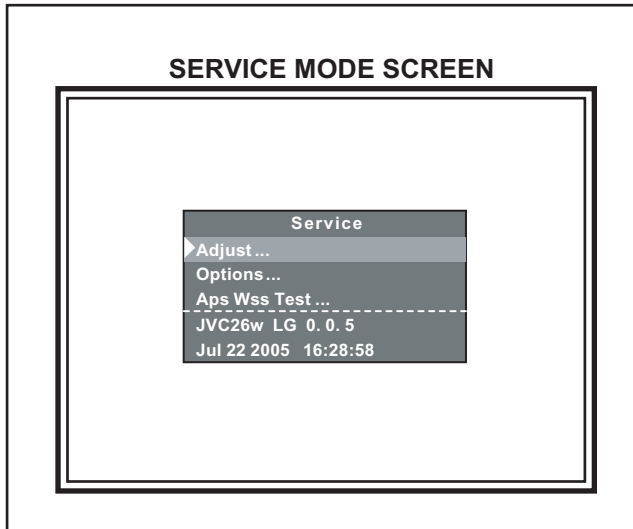 SERVICE MODE SCREEN
Service
Adjust ...
Options ...
Aps Wss Test ...
JVC26w LG 0. 0. 5
Jul 22 2005 16:28:58